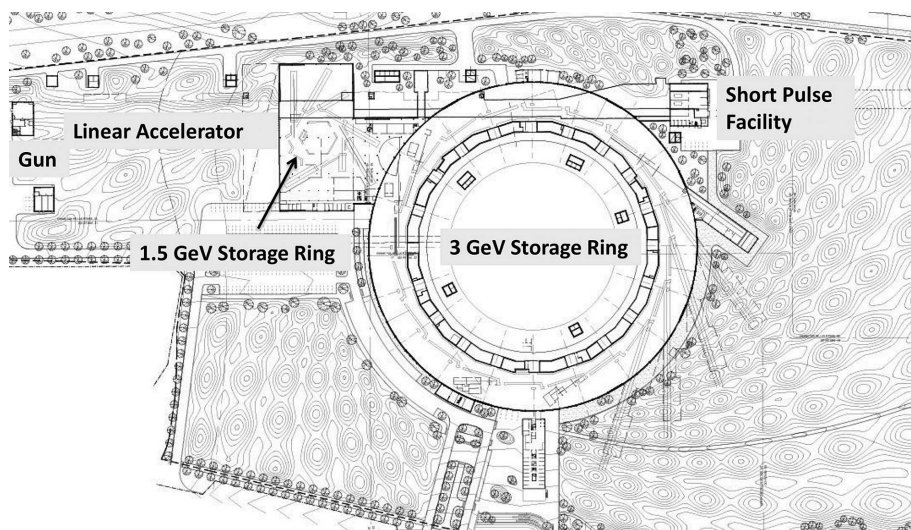 Short Pulse
Facility
Linear Accelerator
Gun
1.5 GeV Storage Ring
3 GeV Storage Ring